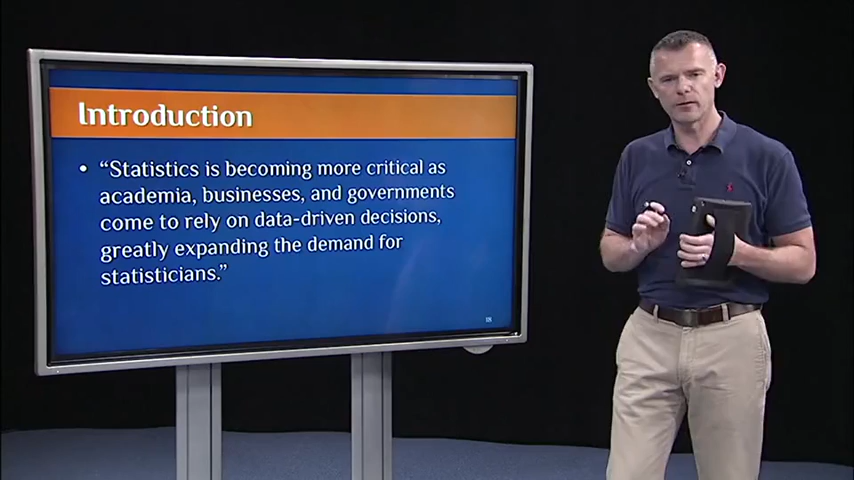 Introduction
• “Statistics is becoming more critical as
academia, businesses, and governments
come to rely on data-driven decisions,
greatly expanding the demand for
statisticians.”
18